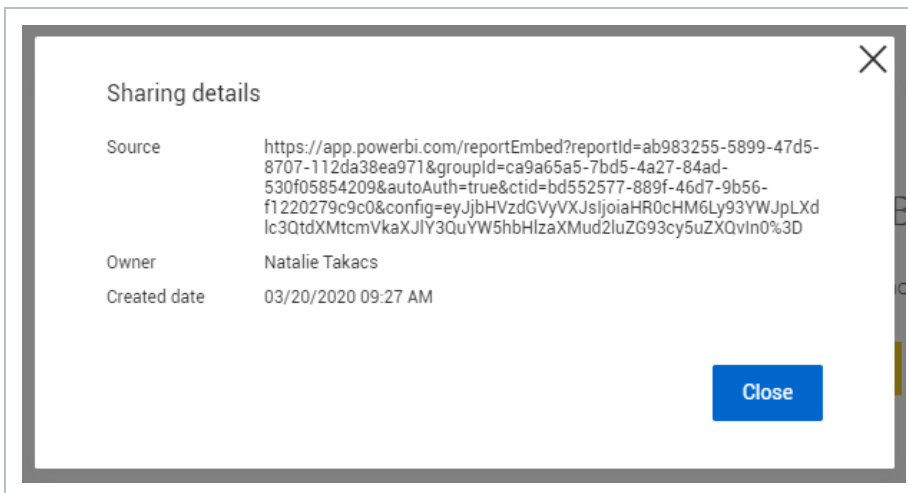 Sharing details
Source
https://app.powerbi.com/reportEmbed?reportId=ab983255-5899-47d5-
8707-112da38ea971&groupId=ca9a65a5-7bd5-4a27-84ad-
530f05854209&autoAuth=true&ctid=bd552577-889f-46d7-9b56-
f1220279c9c0&config=eyJjbHVzdGVyVXJsIjoiaHR0cHM6Ly93YWJpLXd
lc3QtdXMtcmVkaXJlY3QuYW5hbHlzaXMud2luZG93cy5uZXQvIn0%3D
Owner Natalie Takacs
Created date 03/20/2020 09:27 AM
Close